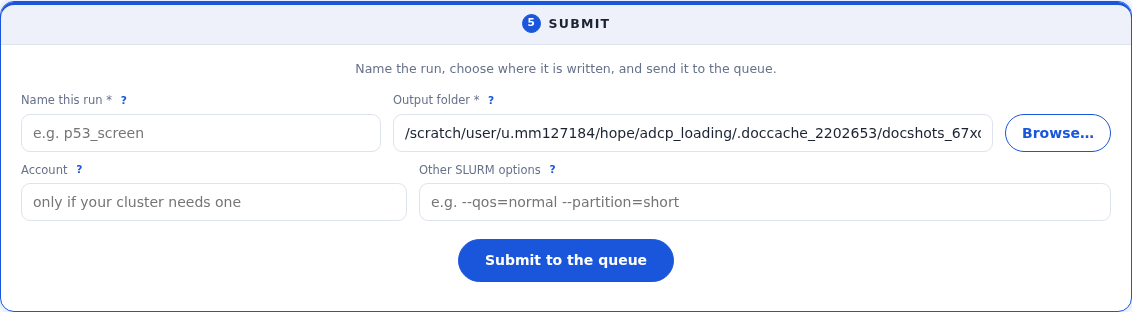 5 SUBMIT
Name the run, choose where it is written, and send it to the queue.
Name this run * ? Output folder * ?
e.g. p53_screen /scratch/user/u.mm127184/hope/adcp_loading/.doccache_2202653/docshots_67x Browse...
Account ? Other SLURM options ?
only if your cluster needs one e.g. --qos=normal --partition=short
Submit to the queue